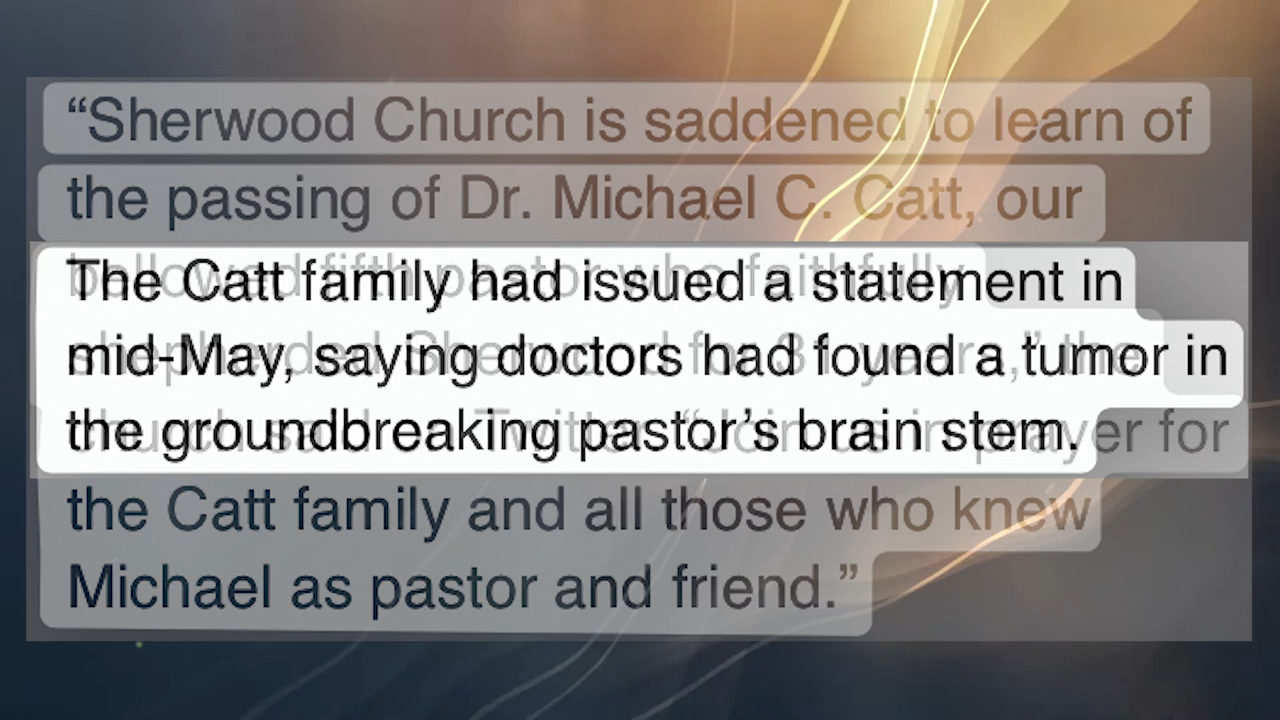 “Sherwood Church is saddened to learn of
the passing of Dr. Michael C. Catt, our
The Catt family had issued a statement in
mid-May, saying doctors had found a tumor in
the groundbreaking pastor’s brain stem.
prayer for
the Catt family and all those who knew
Michael as pastor and friend.”